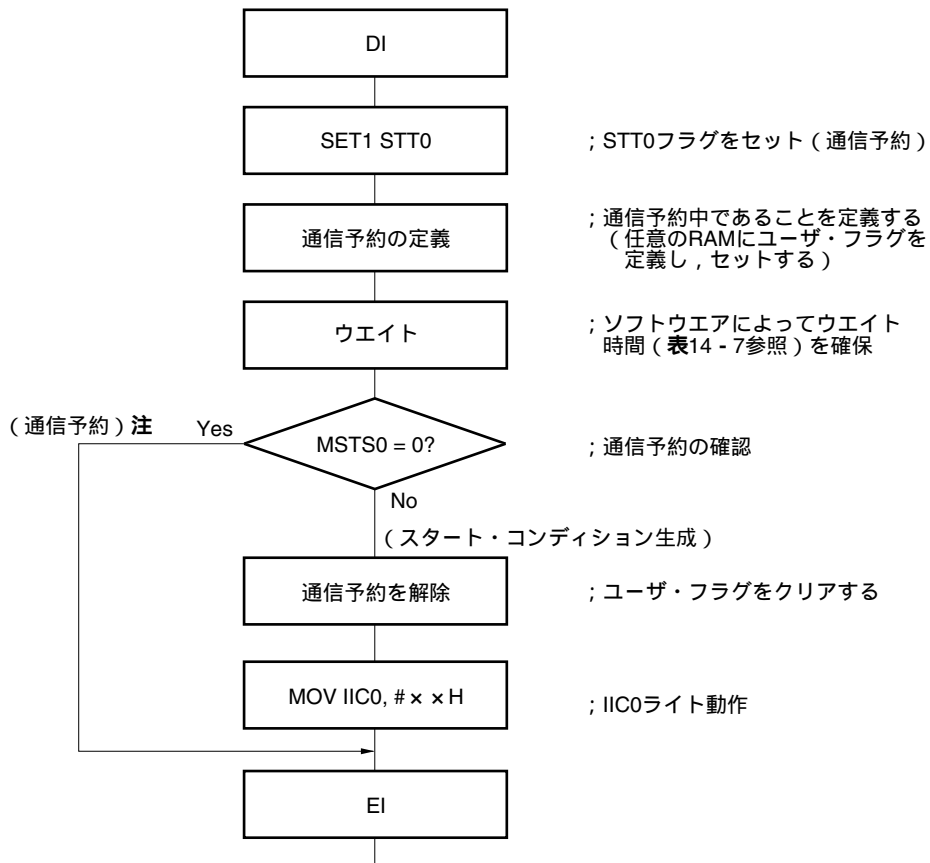 DI
SET1 STT0
；STT0フラグをセット（通信予約）
通信予約の定義
；通信予約中であることを定義する
（任意のRAMにユーザ・フラグを
定義し，セットする）
ウエイト
；ソフトウエアによってウエイト
時間（表14 - 7参照）を確保
（通信予約）注
Yes
MSTS0 = 0?
；通信予約の確認
No
（スタート・コンディション生成）
通信予約を解除
；ユーザ・フラグをクリアする
MOV IIC0, #××H
；IIC0ライト動作
EI